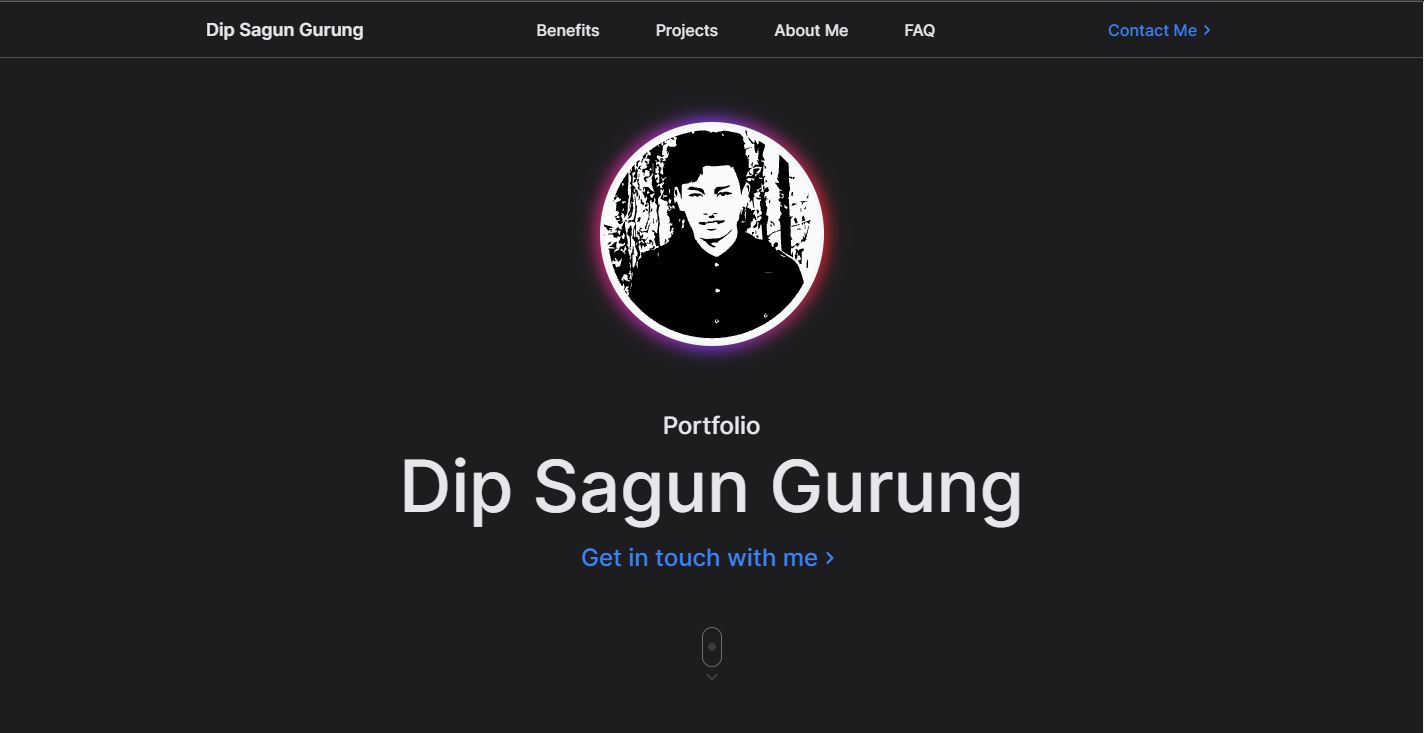 Dip Sagun Gurung Benefits Projects About Me FAQ Contact Me >
Portfolio
Dip Sagun Gurung
Get in touch with me >